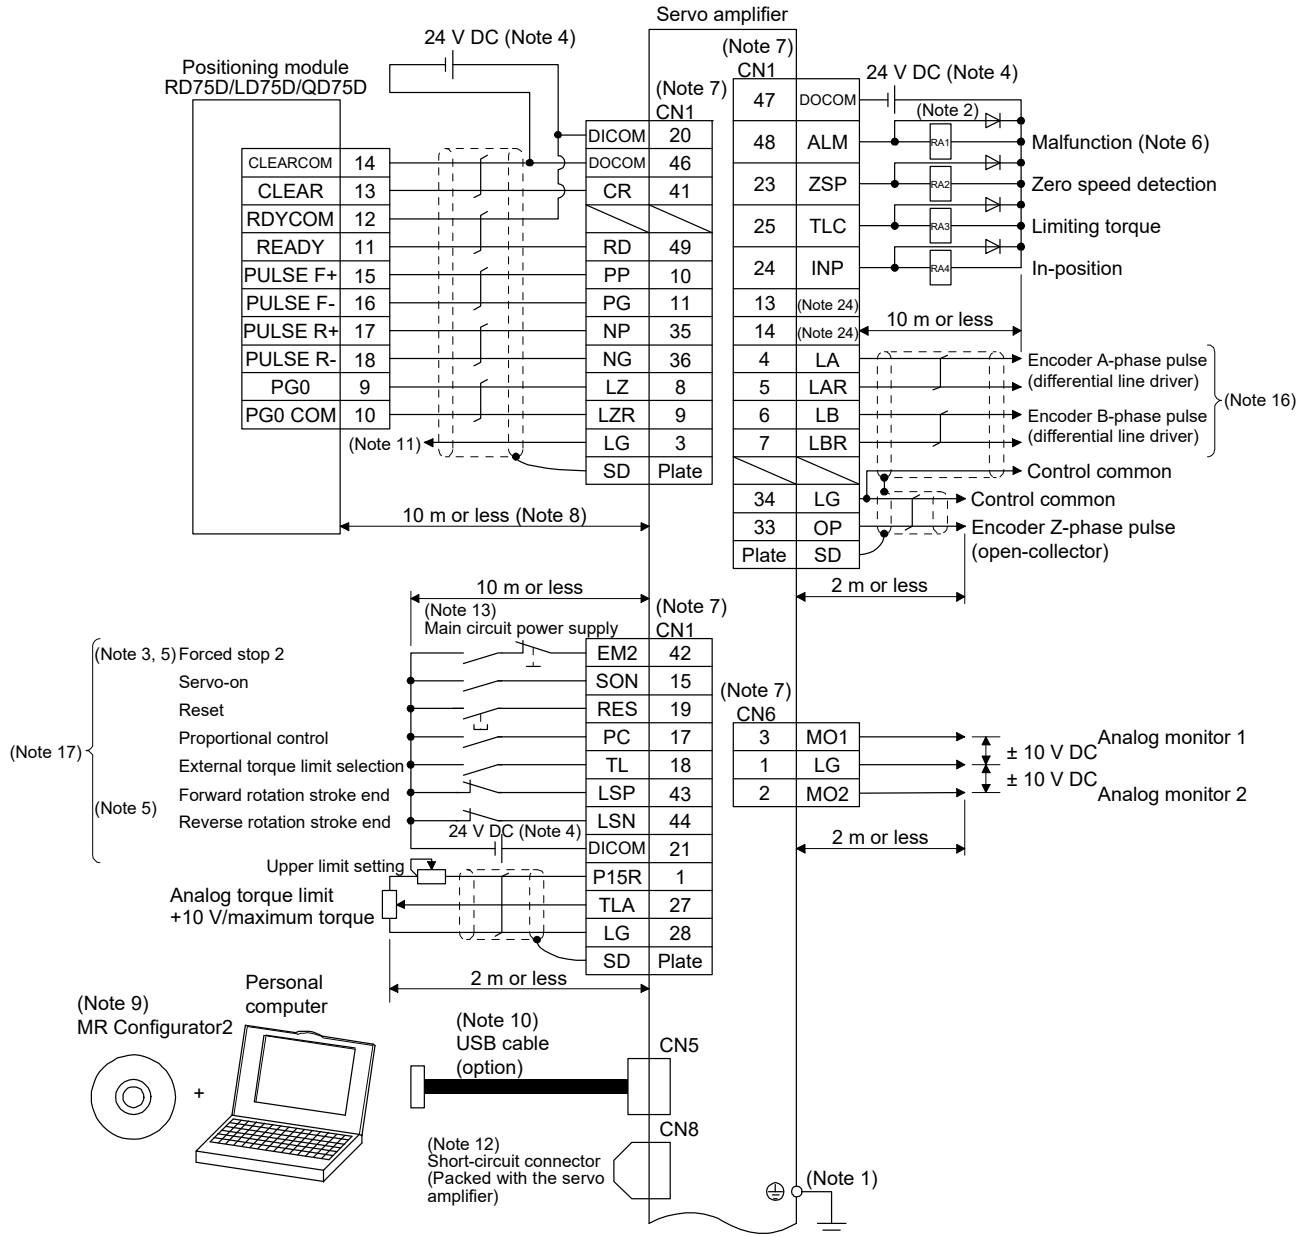 Servo amplifier
24 V DC (Note 4)
Positioning module
RD75D/LD75D/QD75D
(Note 7)
CN1
DICOM 20
CLEARCOM 14 DOCOM 46
CLEAR 13 CR 41
RDYCOM 12
READY 11 RD 49
PULSE F+ 15 PP 10
PULSE F- 16 PG 11
PULSE R+ 17 NP 35
PULSE R- 18 NG 36
PG0 9 LZ 8
PG0 COM 10 LZR 9
(Note 11) LG 3
SD Plate
10 m or less (Note 8)
(Note 7)
CN1
24 V DC (Note 4)
47 DOCOM
(Note 2)
48 ALM RA1 Malfunction (Note 6)
23 ZSP RA2 Zero speed detection
25 TLC RA3 Limiting torque
24 INP RA4 In-position
13 (Note 24)
14 (Note 24) 10 m or less
4 LA Encoder A-phase pulse
5 LAR (differential line driver)
6 LB Encoder B-phase pulse
7 LBR (differential line driver)
(Note 16)
Control common
34 LG Control common
33 OP Encoder Z-phase pulse
(open-collector)
Plate SD
2 m or less
10 m or less
(Note 13)
Main circuit power supply
(Note 7)
CN1
(Note 3, 5) Forced stop 2 EM2 42
Servo-on SON 15
Reset RES 19
Proportional control PC 17
(Note 17)
External torque limit selection TL 18
(Note 5) Forward rotation stroke end LSP 43
Reverse rotation stroke end LSN 44
24 V DC (Note 4)
DICOM 21
Upper limit setting P15R 1
Analog torque limit
+10 V/maximum torque
TLA 27
LG 28
SD Plate
2 m or less
(Note 7)
CN6
3 MO1 Analog monitor 1
± 10 V DC
1 LG
± 10 V DC
2 MO2 Analog monitor 2
2 m or less
(Note 9)
MR Configurator2
+
Personal
computer
(Note 10)
USB cable
(option)
CN5
CN8
(Note 12)
Short-circuit connector
(Packed with the servo
amplifier)
(Note 1)